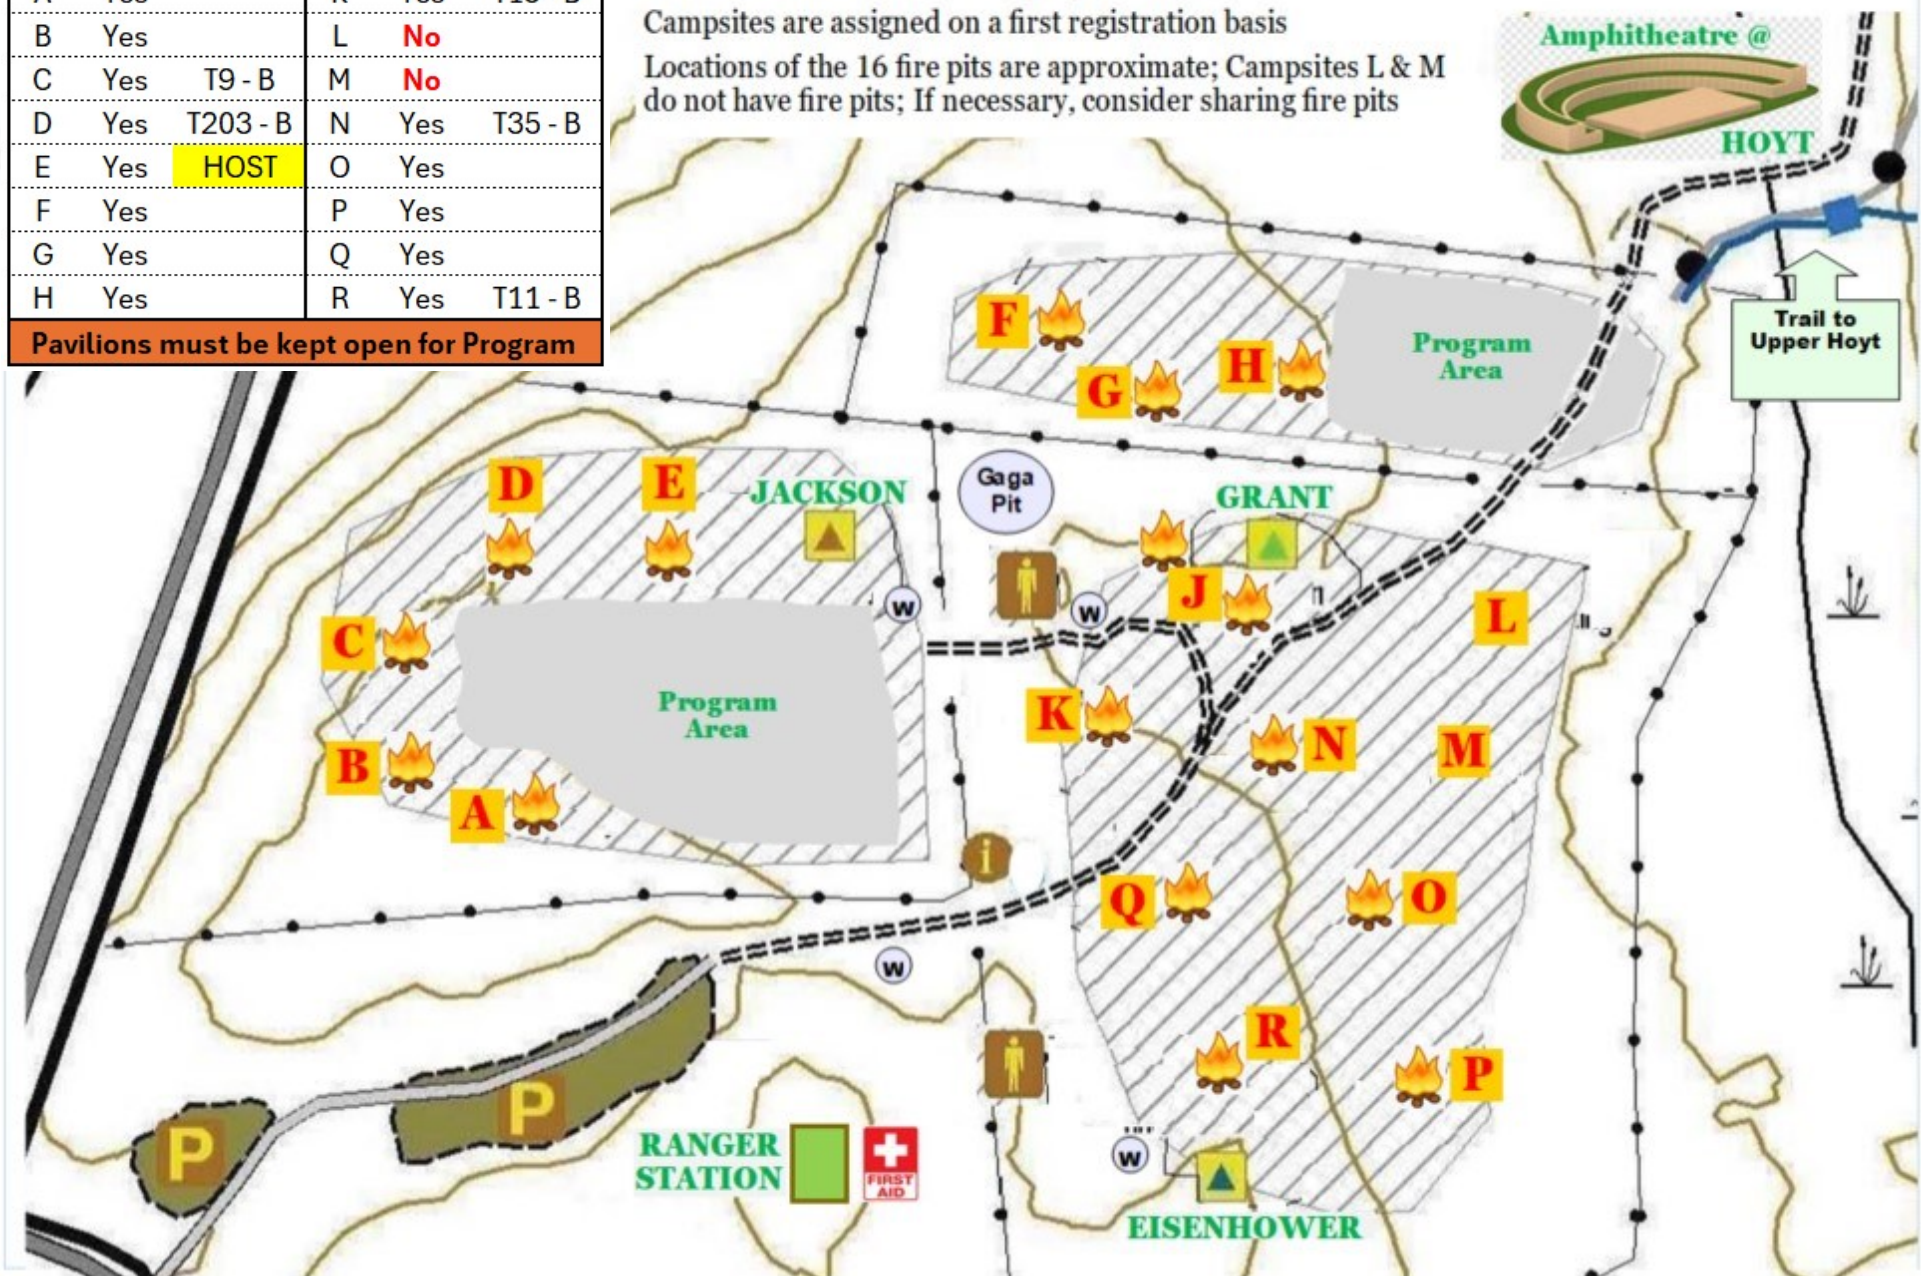 B Yes L No
C Yes T9 - B M No
D Yes T203 - B N Yes T35 - B
E Yes HOST O Yes
F Yes P Yes
G Yes Q Yes
H Yes R Yes T11 - B
Pavilions must be kept open for Program
Campsites are assigned on a first registration basis
Locations of the 16 fire pits are approximate; Campsites L & M
do not have fire pits; If necessary, consider sharing fire pits
Amphitheatre @
HOYT
Trail to
Upper Hoyt
F
G
H
Program
Area
D
E
JACKSON
Gaga
Pit
GRANT
J
L
C
w
w
K
Program
Area
N
M
B
A
i
Q
O
w
R
P
P
P
RANGER
STATION
FIRST
AID
w
EISENHOWER